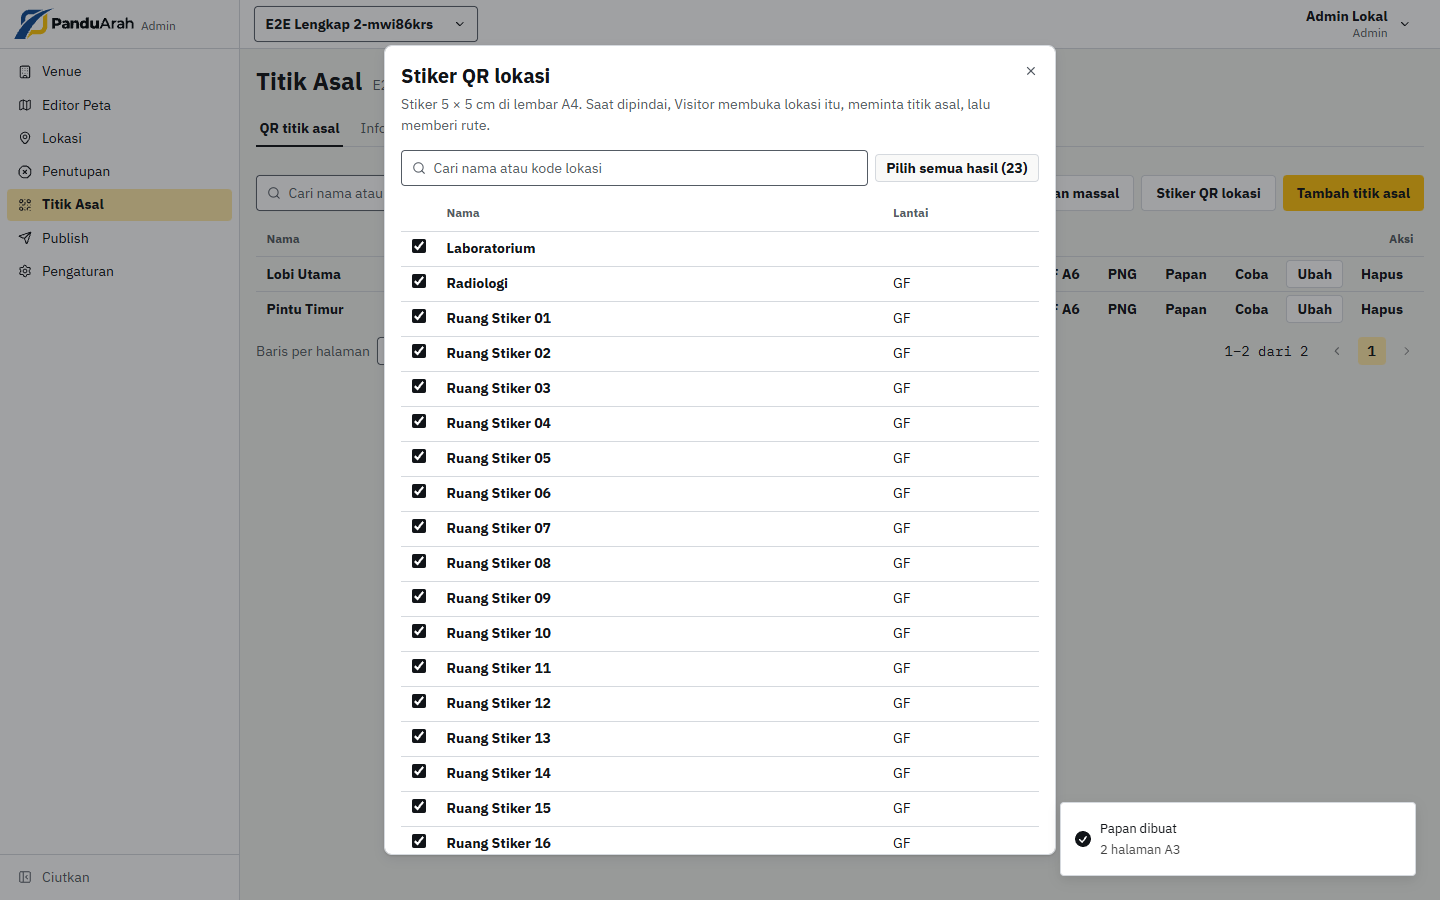 PanduArah Admin
E2E Lengkap 2-mwi86krs
Admin Lokal
Admin
Venue
Editor Peta
Lokasi
Penutupan
Titik Asal
Publish
Pengaturan
Ciutkan
Titik Asal
QR titik asal
Cari nama atau
an massal
Stiker QR lokasi
Tambah titik asal
Nama
Aksi
Lobi Utama
A6 PNG Papan Coba Ubah Hapus
Pintu Timur
A6 PNG Papan Coba Ubah Hapus
Baris per halaman
1–2 dari 2
1
Stiker QR lokasi
Stiker 5 × 5 cm di lembar A4. Saat dipindai, Visitor membuka lokasi itu, meminta titik asal, lalu
memberi rute.
Cari nama atau kode lokasi
Pilih semua hasil (23)
Nama Lantai
Laboratorium
Radiologi GF
Ruang Stiker 01 GF
Ruang Stiker 02 GF
Ruang Stiker 03 GF
Ruang Stiker 04 GF
Ruang Stiker 05 GF
Ruang Stiker 06 GF
Ruang Stiker 07 GF
Ruang Stiker 08 GF
Ruang Stiker 09 GF
Ruang Stiker 10 GF
Ruang Stiker 11 GF
Ruang Stiker 12 GF
Ruang Stiker 13 GF
Ruang Stiker 14 GF
Ruang Stiker 15 GF
Ruang Stiker 16 GF
Papan dibuat
2 halaman A3